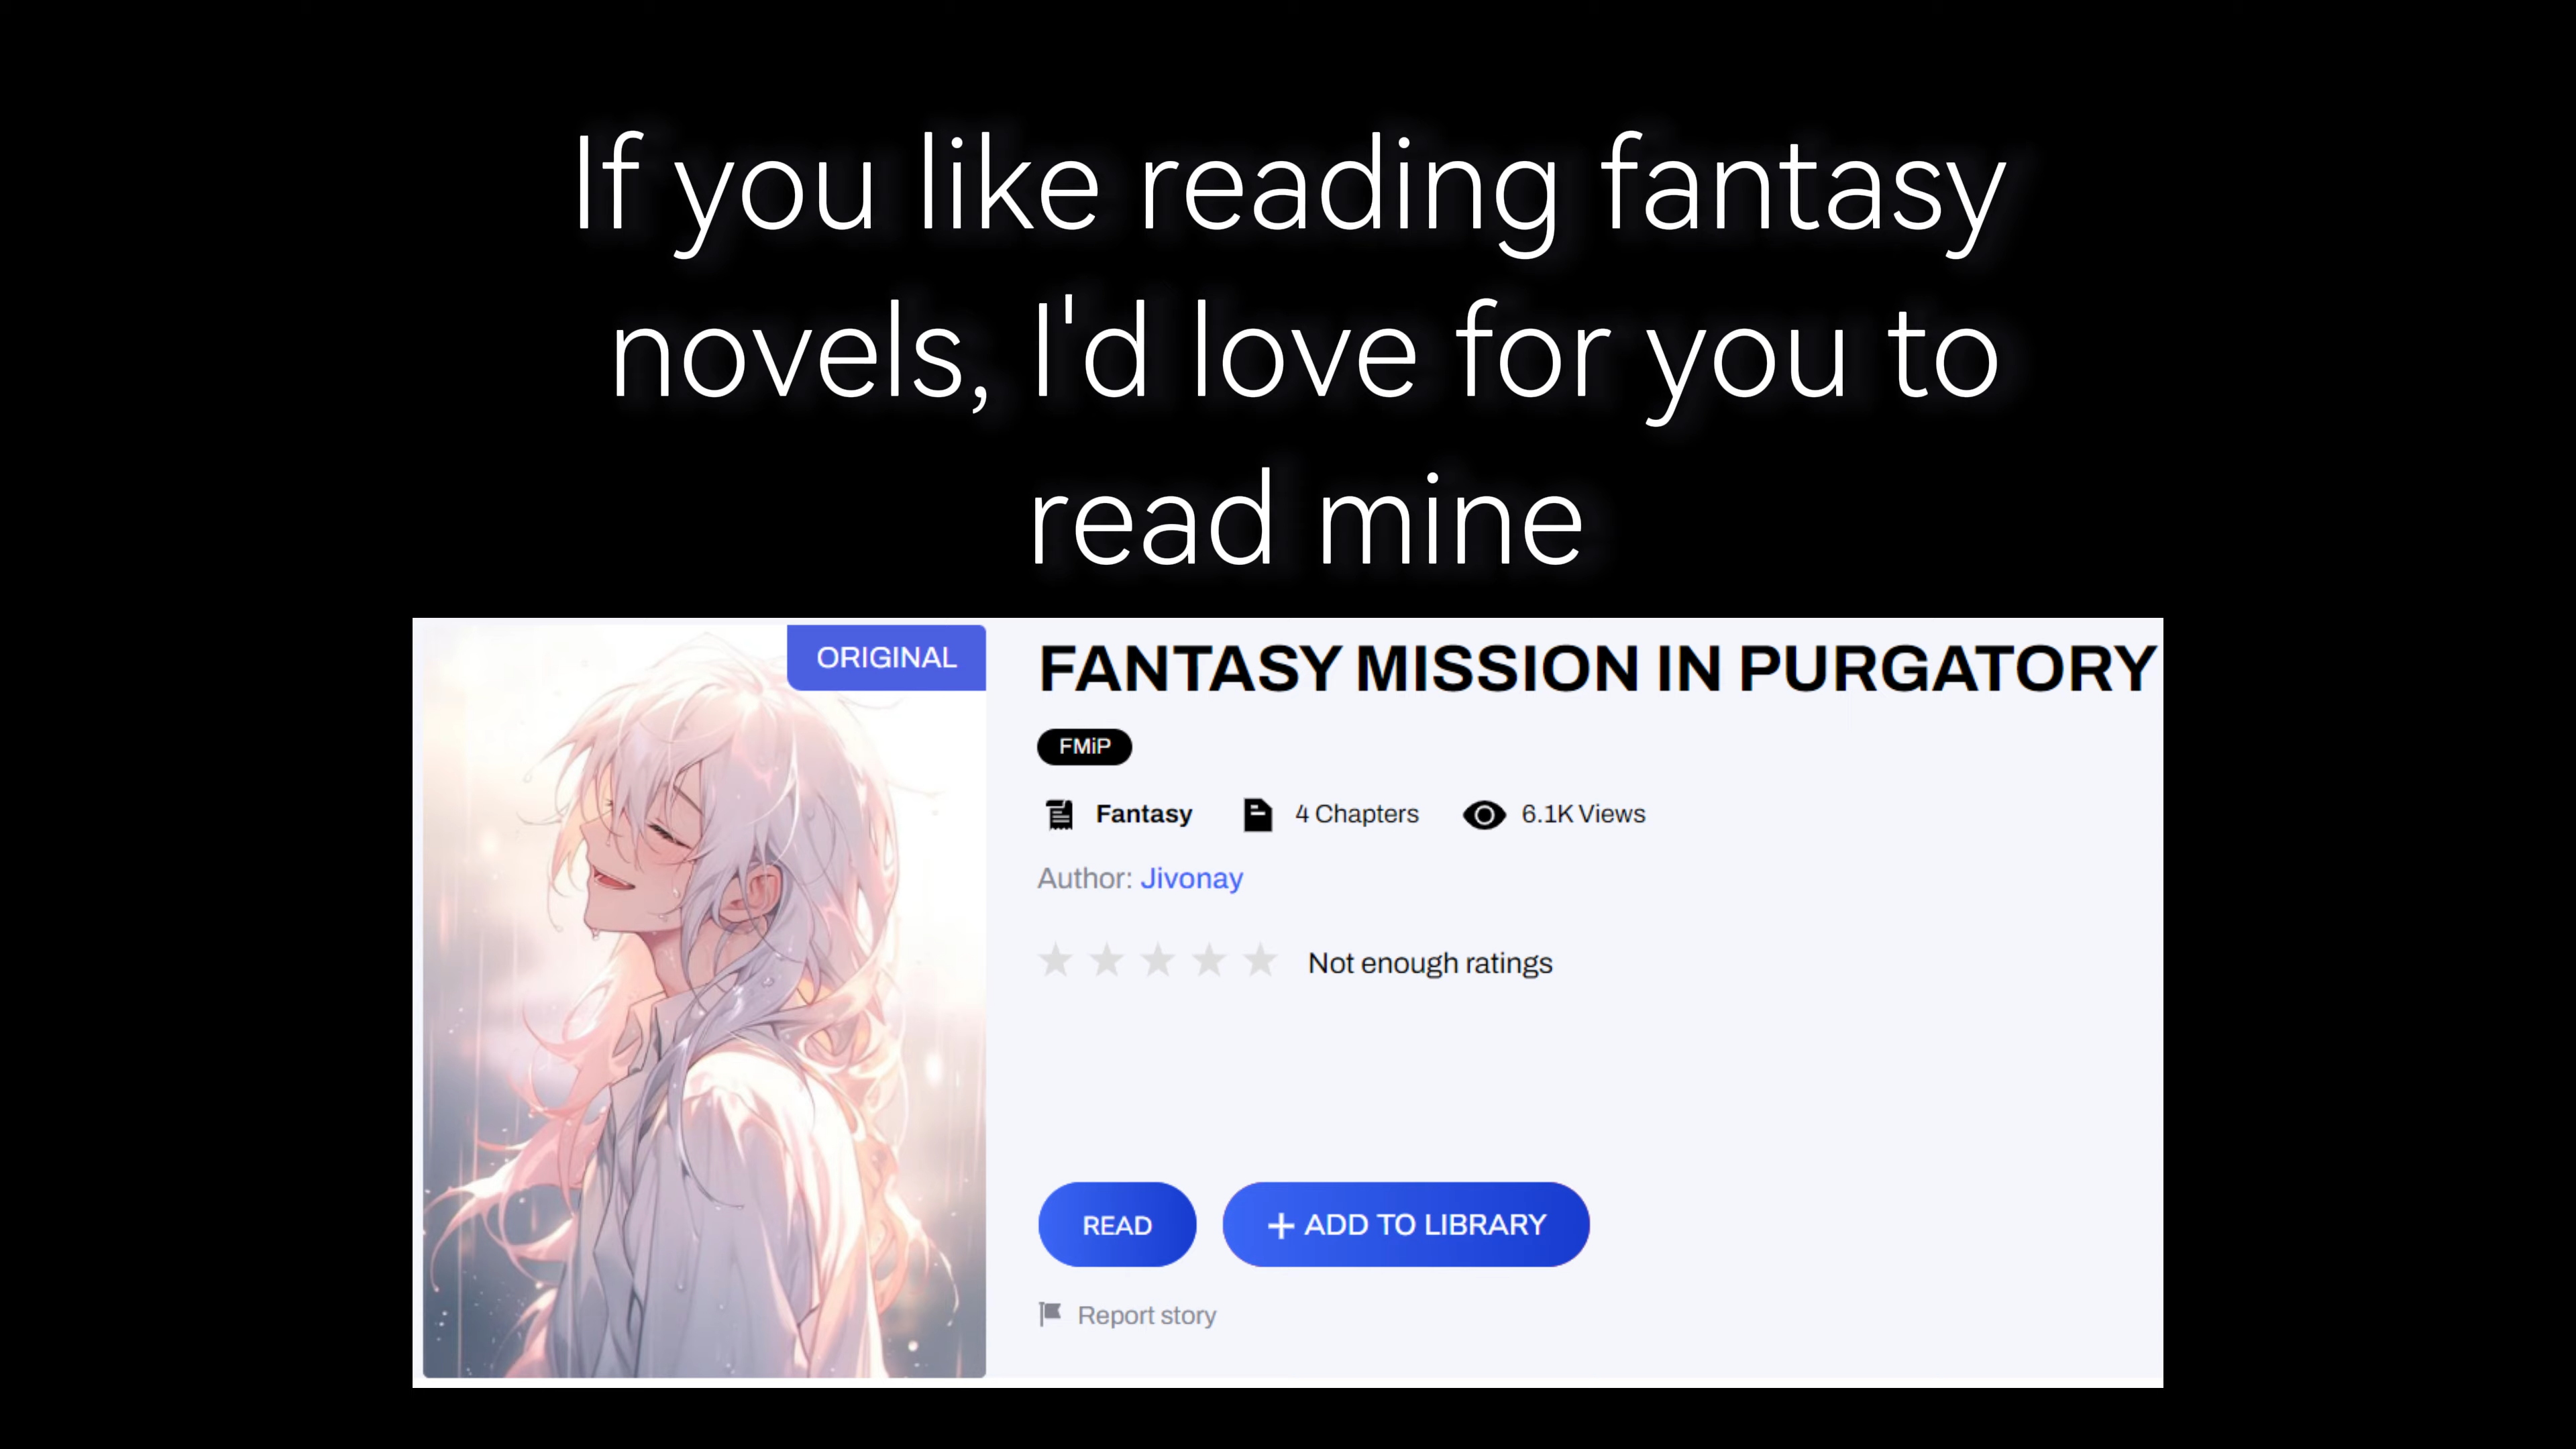 If you like reading fantasy
novels, I'd love for you to
read mine
ORIGINAL
FANTASY MISSION IN PURGATORY
FMiP
Fantasy 4 Chapters 6.1K Views
Author: Jivonay
Not enough ratings
READ + ADD TO LIBRARY
Report story